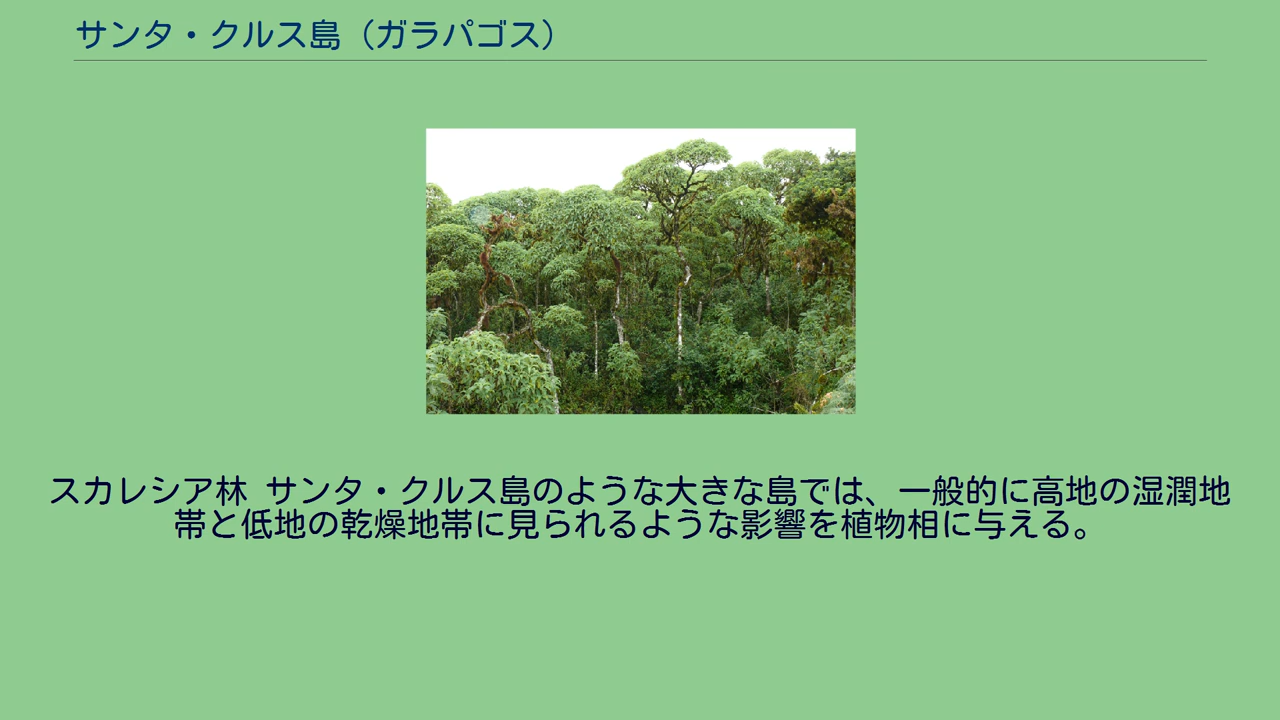 サンタ・クルス島（ガラパゴス）
スカレシア林 サンタ・クルス島のような大きな島では、一般的に高地の湿潤地
帯と低地の乾燥地帯に見られるような影響を植物相に与える。